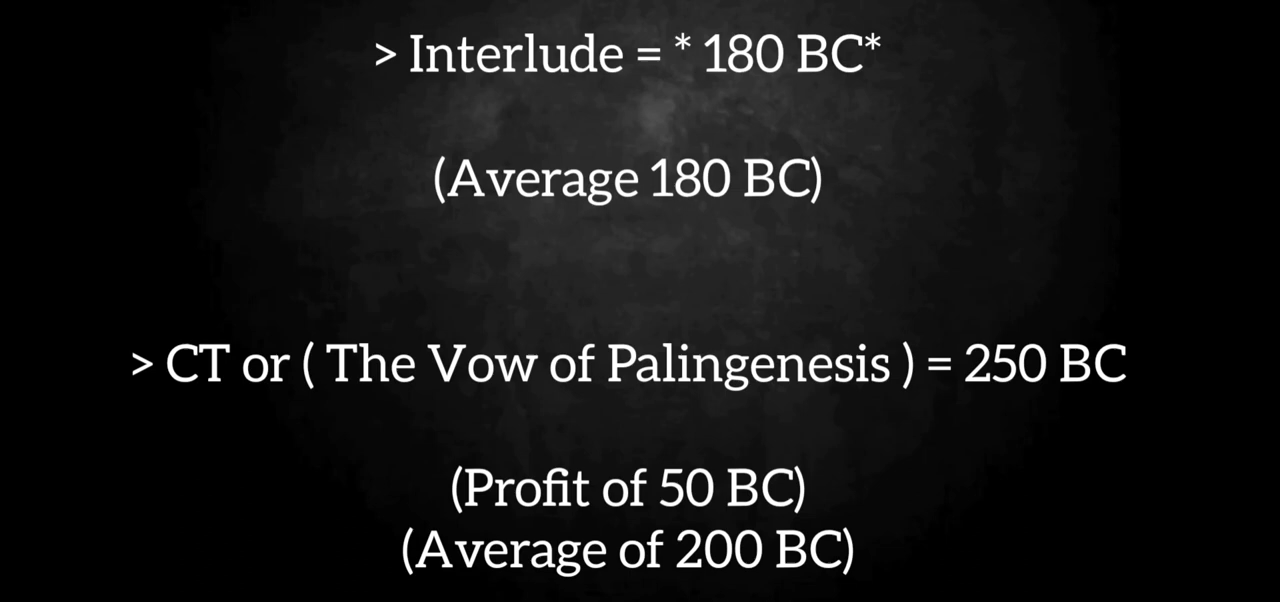 > Interlude = * 180 BC*
(Average 180 BC)
> CT or ( The Vow of Palingenesis ) = 250 BC
(Profit of 50 BC)
(Average of 200 BC)